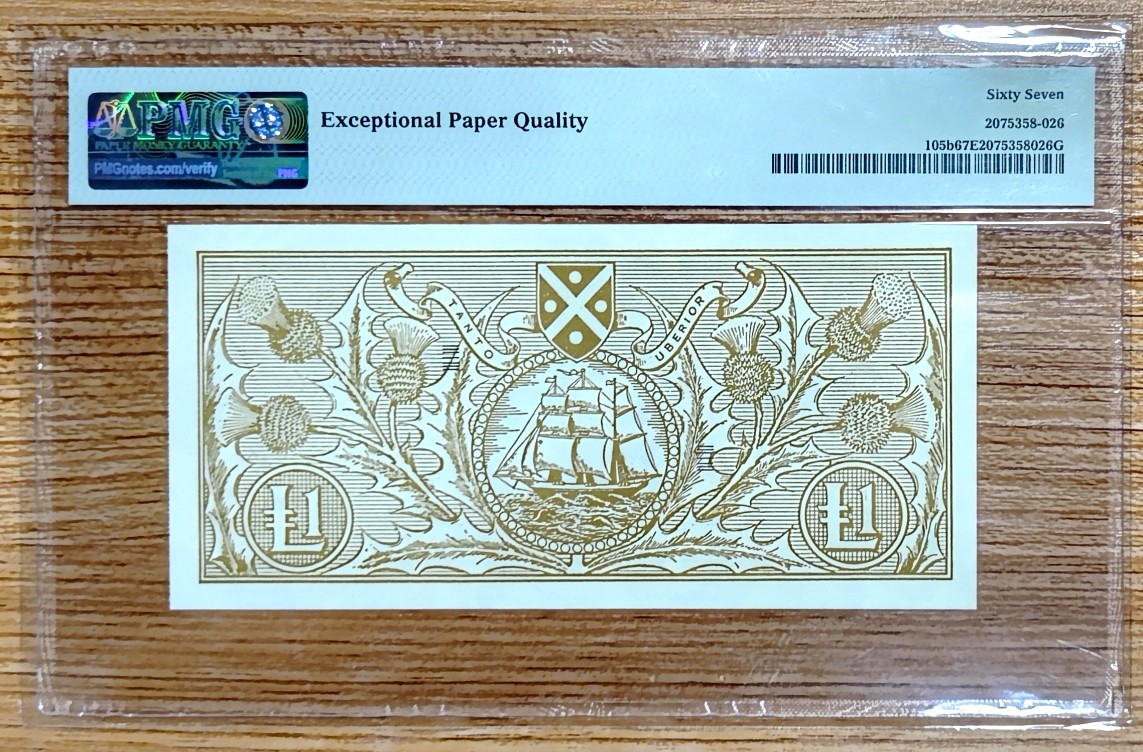 PMG
PAPER MONEY GUARANTY
PMGnotes.com/verify
PMG
Exceptional Paper Quality
Sixty Seven
2075358-026
105b67E2075358026G
TANTO
UBERIOR
£1
£1